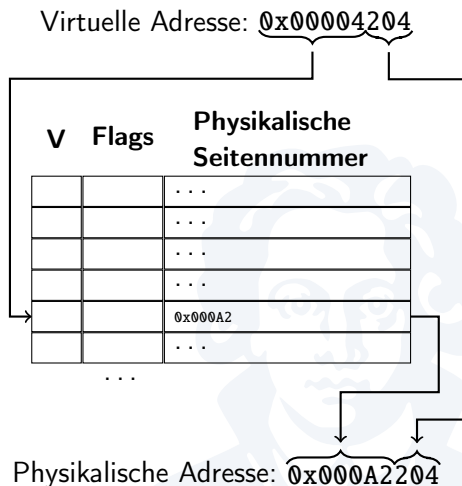 Virtuelle Adresse: 0x00004204
V Flags Physikalische
Seitennummer
. . .
. . .
. . .
. . .
0x000A2
. . .
. . .
Physikalische Adresse: 0x000A2204